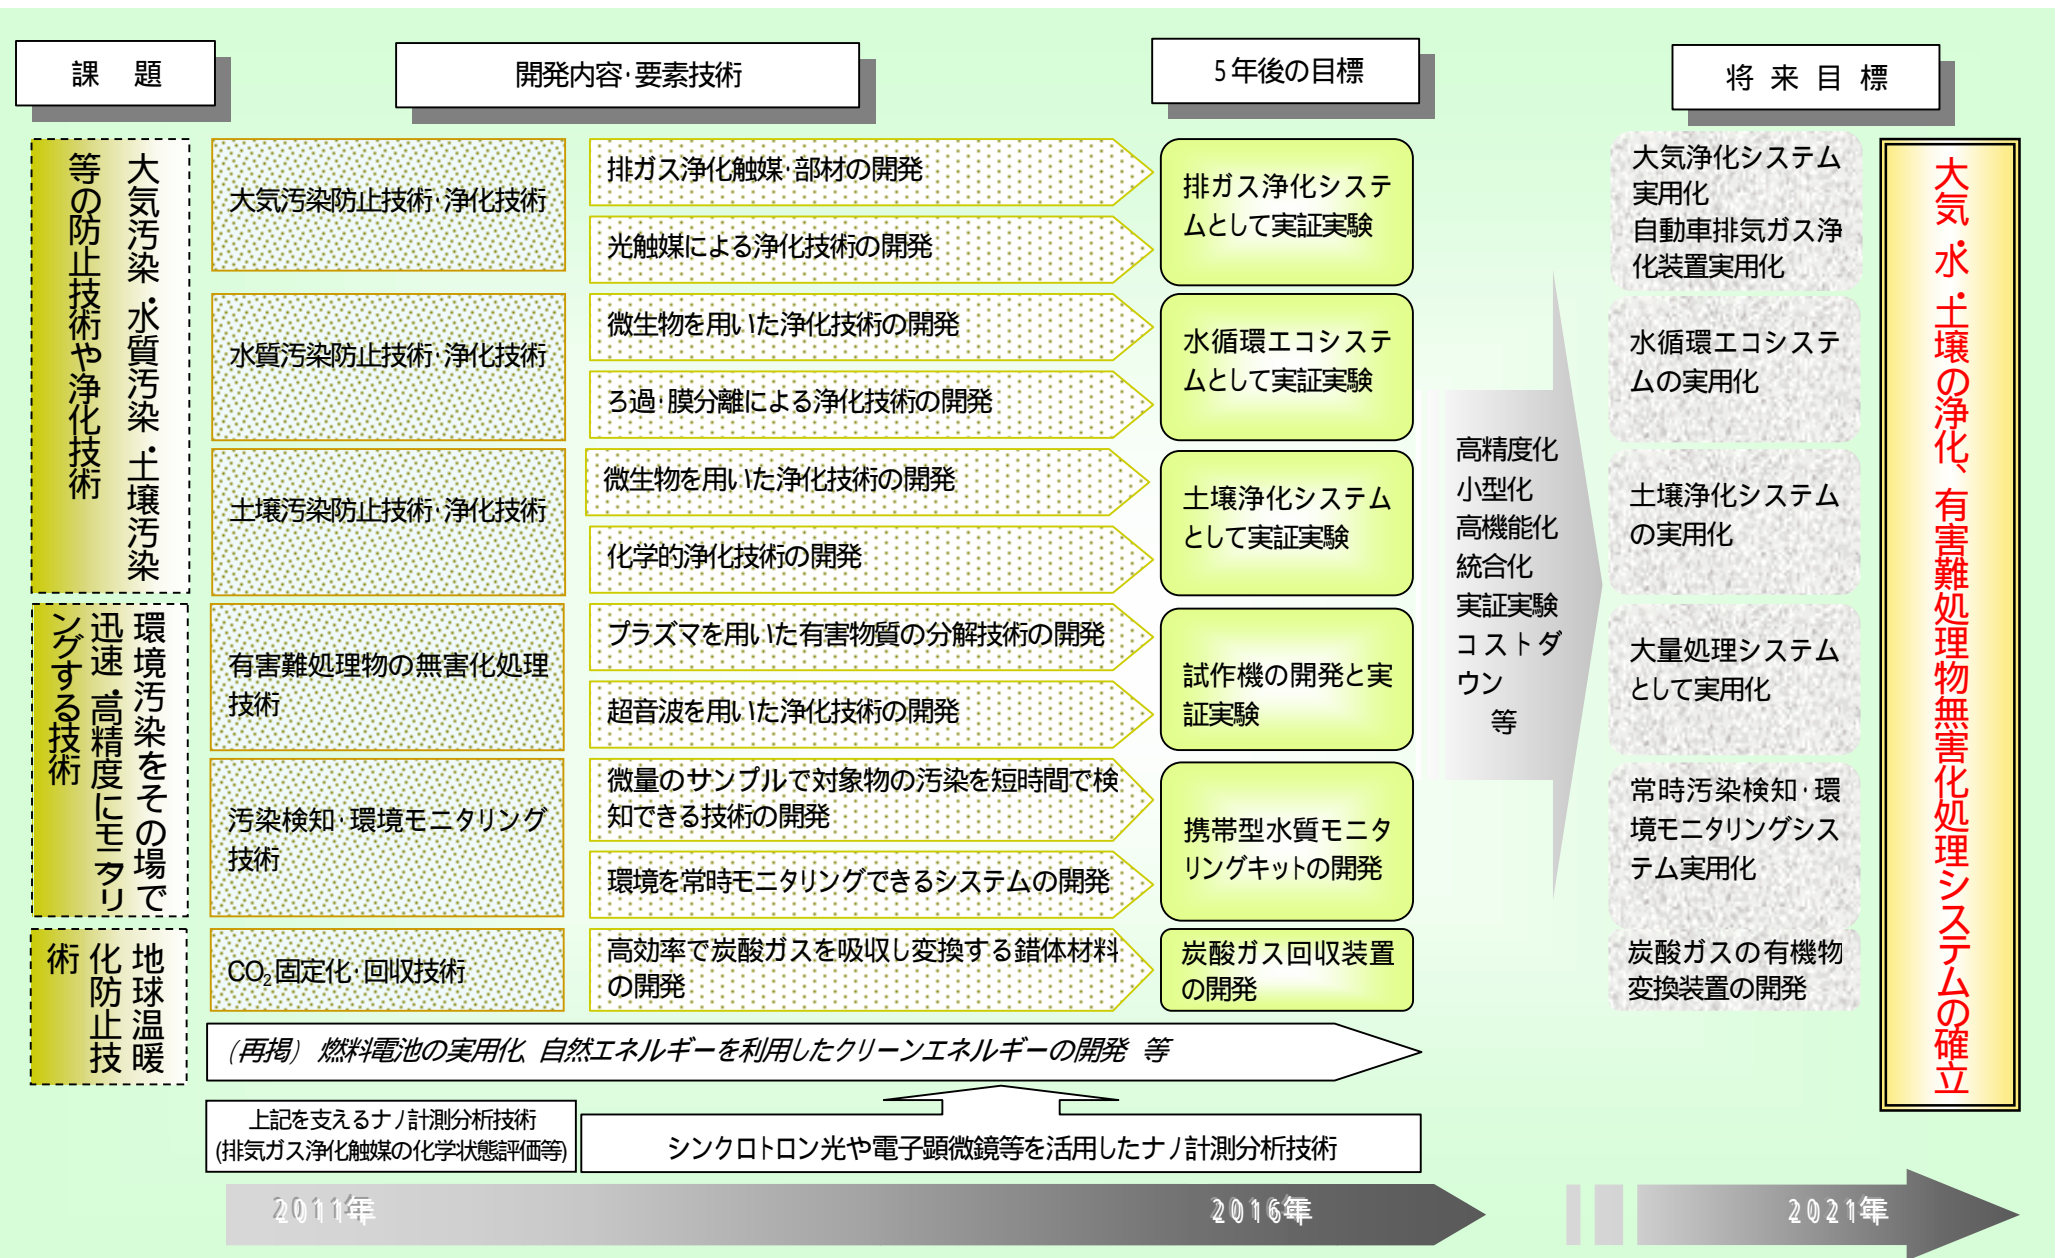 課　題
開発内容・要素技術
5年後の目標
将 来 目 標
大気汚染・水質汚染・土壌汚染
等の防止技術や浄化技術
大気汚染防止技術・浄化技術
排ガス浄化触媒・部材の開発
光触媒による浄化技術の開発
排ガス浄化システ
ムとして実証実験
水質汚染防止技術・浄化技術
微生物を用いた浄化技術の開発
ろ過・膜分離による浄化技術の開発
水循環エコシステ
ムとして実証実験
土壌汚染防止技術・浄化技術
微生物を用いた浄化技術の開発
化学的浄化技術の開発
土壌浄化システム
として実証実験
環境汚染をその場で
迅速・高精度にモニタリ
ングする技術
有害難処理物の無害化処理
技術
プラズマを用いた有害物質の分解技術の開発
超音波を用いた浄化技術の開発
試作機の開発と実
証実験
汚染検知・環境モニタリング
技術
微量のサンプルで対象物の汚染を短時間で検
知できる技術の開発
環境を常時モニタリングできるシステムの開発
携帯型水質モニタ
リングキットの開発
地球温暖
化防止技
術
CO₂固定化・回収技術
高効率で炭酸ガスを吸収し変換する錯体材料
の開発
炭酸ガス回収装置
の開発
高精度化
小型化
高機能化
統合化
実証実験
コストダ
ウン
等
大気浄化システム
実用化
自動車排気ガス浄
化装置実用化
水循環エコシステ
ムの実用化
土壌浄化システム
の実用化
大量処理システム
として実用化
常時汚染検知・環
境モニタリングシス
テム実用化
炭酸ガスの有機物
変換装置の開発
大気・水・土壌の浄化、有害難処理物無害化処理システムの確立
(再掲) 燃料電池の実用化、自然エネルギーを利用したクリーンエネルギーの開発 等
上記を支えるナノ計測分析技術
(排気ガス浄化触媒の化学状態評価等)
シンクロトロン光や電子顕微鏡等を活用したナノ計測分析技術
2011年
2016年
2021年